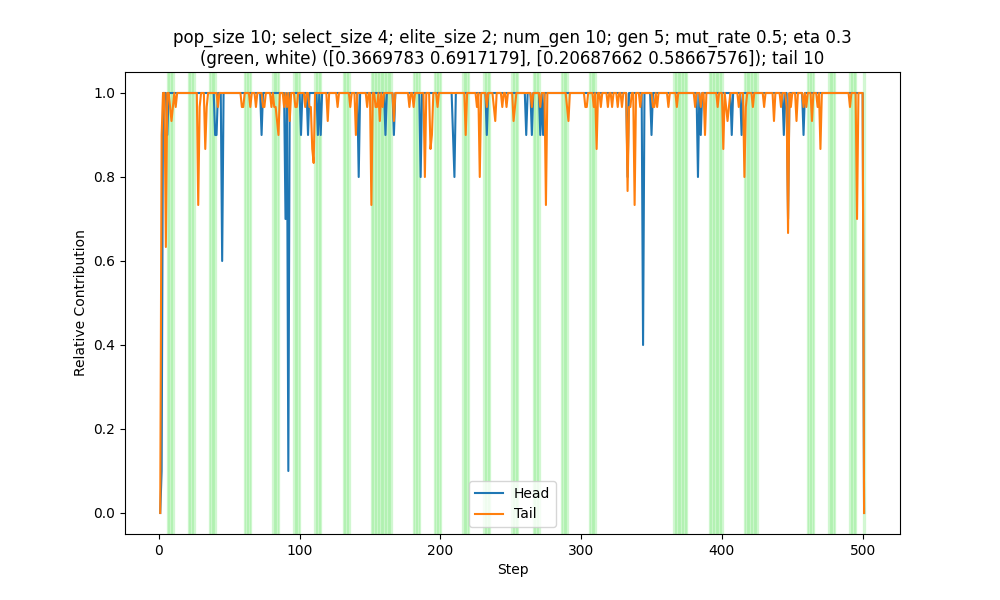 pop_size 10; select_size 4; elite_size 2; num_gen 10; gen 5; mut_rate 0.5; eta 0.3
(green, white) ([0.3669783 0.6917179], [0.20687662 0.58667576]); tail 10
1.0
0.8
0.6
0.4
0.2
0.0
Relative Contribution
Head
Tail
0
100
200
300
400
500
Step